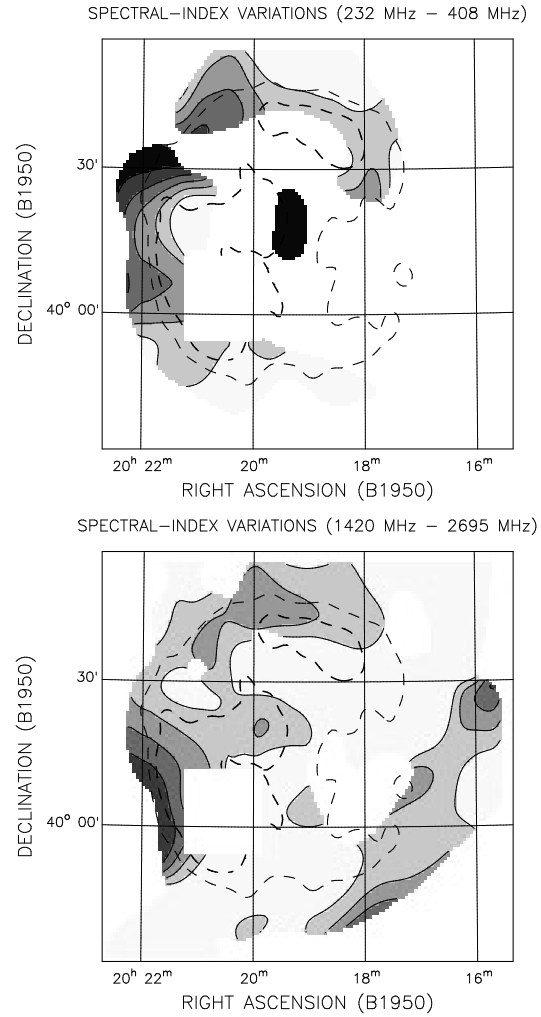 SPECTRAL-INDEX VARIATIONS (232 MHz - 408 MHz)
DECLINATION (B1950)
30'
40° 00'
20ʰ 22ᵐ 20ᵐ 18ᵐ 16ᵐ
RIGHT ASCENSION (B1950)
SPECTRAL-INDEX VARIATIONS (1420 MHz - 2695 MHz)
DECLINATION (B1950)
30'
40° 00'
20ʰ 22ᵐ 20ᵐ 18ᵐ 16ᵐ
RIGHT ASCENSION (B1950)